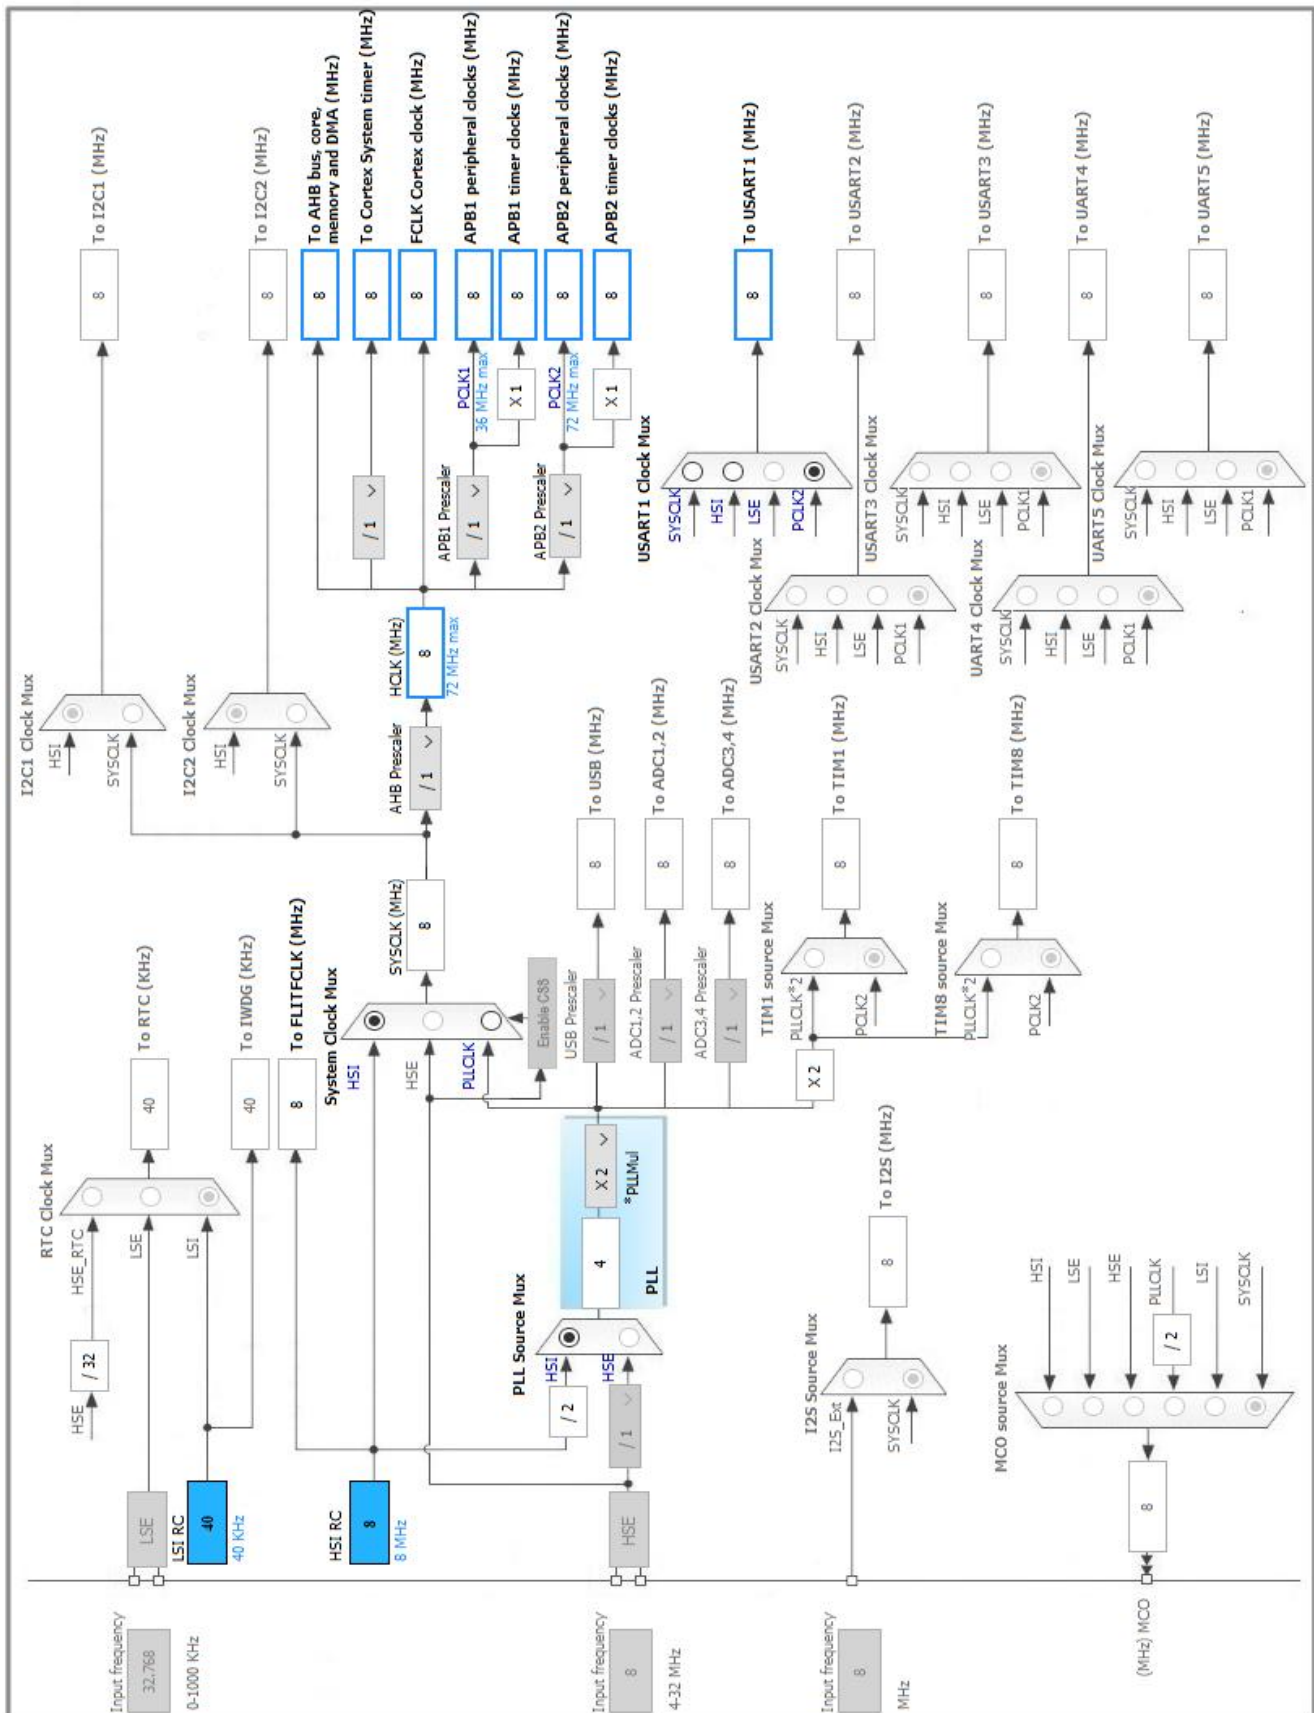 Input frequency
32.768
0-1000 KHz
LSE
LSI RC
40
40 KHz
HSE
/ 32
HSE_RTC
LSE
LSI
RTC Clock Mux
40
To RTC (KHz)
40
To IWDG (KHz)
HSI RC
8
8 MHz
8
To FLITFCLK (MHz)
System Clock Mux
HSI
HSE
PLLCLK
Enable CSS
SYSCLK (MHz)
8
I2C1 Clock Mux
HSI
SYSCLK
8
To I2C1 (MHz)
I2C2 Clock Mux
HSI
SYSCLK
8
To I2C2 (MHz)
AHB Prescaler
/ 1
HCLK (MHz)
8
72 MHz max
8
To AHB bus, core,
memory and DMA (MHz)
/ 1
8
To Cortex System timer (MHz)
8
FCLK Cortex clock (MHz)
APB1 Prescaler
/ 1
PCLK1
36 MHz max
8
APB1 peripheral clocks (MHz)
X 1
8
APB1 timer clocks (MHz)
APB2 Prescaler
/ 1
PCLK2
72 MHz max
8
APB2 peripheral clocks (MHz)
X 1
8
APB2 timer clocks (MHz)
Input frequency
8
4-32 MHz
HSE
/ 2
/ 1
PLL Source Mux
HSI
HSE
4
X 2
*PLLMul
PLL
USB Prescaler
/ 1
8
To USB (MHz)
ADC1,2 Prescaler
/ 1
8
To ADC1,2 (MHz)
ADC3,4 Prescaler
/ 1
8
To ADC3,4 (MHz)
X 2
TIM1 source Mux
PLLCLK*2
PCLK2
8
To TIM1 (MHz)
TIM8 source Mux
PLLCLK*2
PCLK2
8
To TIM8 (MHz)
USART1 Clock Mux
SYSCLK
HSI
LSE
PCLK2
8
To USART1 (MHz)
USART2 Clock Mux
SYSCLK
HSI
LSE
PCLK1
8
To USART2 (MHz)
USART3 Clock Mux
SYSCLK
HSI
LSE
PCLK1
8
To USART3 (MHz)
UART4 Clock Mux
SYSCLK
HSI
LSE
PCLK1
8
To UART4 (MHz)
UART5 Clock Mux
SYSCLK
HSI
LSE
PCLK1
8
To UART5 (MHz)
Input frequency
8
MHz
I2S Source Mux
I2S_Ext
SYSCLK
8
To I2S (MHz)
MCO source Mux
HSI
LSE
HSE
PLLCLK
/ 2
LSI
SYSCLK
8
(MHz) MCO